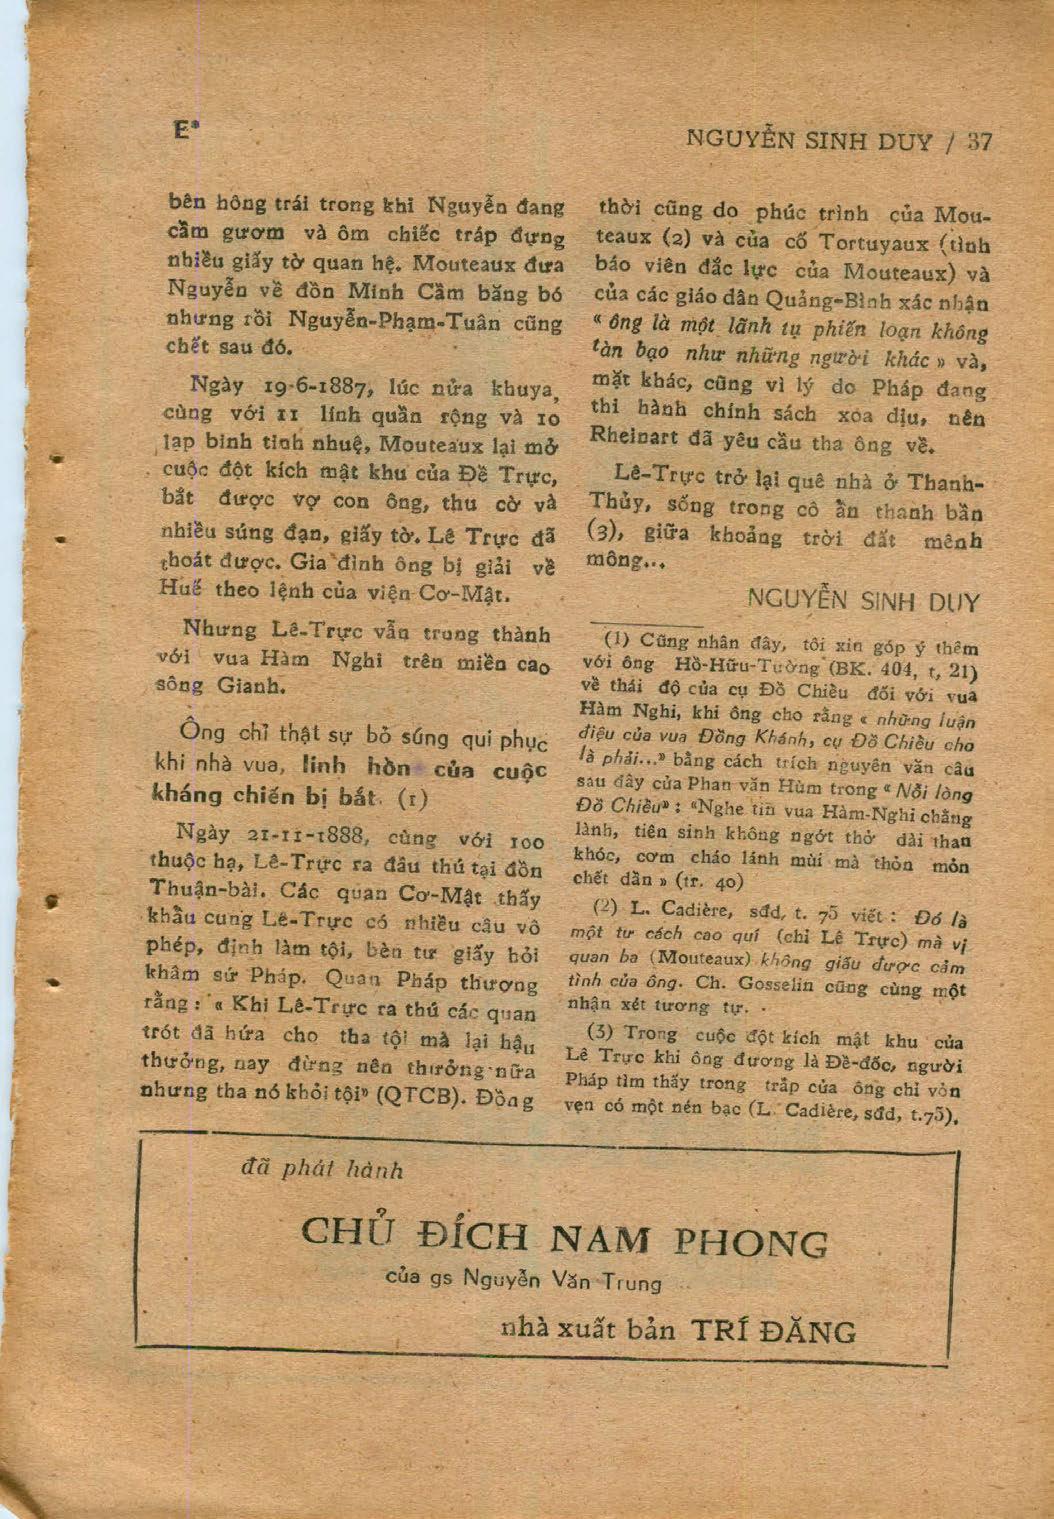 E*
NGUYỄN SINH DUY / 37
bên hông trái trong khi Nguyễn đang
cầm gươm và ôm chiếc tráp đựng
nhiều giấy tờ quan hệ. Mouteaux đưa
Nguyễn về đồn Minh Cầm băng bó
nhưng rồi Nguyễn-Phạm-Tuân cũng
chết sau đó.
Ngày 19-6-1887, lúc nửa khuya,
cùng với 11 lính quần rộng và 10
lạp binh tinh nhuệ, Mouteaux lại mở
cuộc đột kích mật khu của Đề Trực,
bắt được vợ con ông, thu cờ và
nhiều súng đạn, giấy tờ. Lê Trực đã
thoát được. Gia đình ông bị giải về
Huế theo lệnh của viện Cơ-Mật.
Nhưng Lê-Trực vẫn trung thành
với vua Hàm Nghi trên miền cao
sông Gianh.
Ông chỉ thật sự bỏ súng qui phục
khi nhà vua, linh hồn của cuộc
kháng chiến bị bắt. (1)
Ngày 21-11-1888, cùng với 100
thuộc hạ, Lê-Trực ra đầu thú tại đồn
Thuận-bài. Các quan Cơ-Mật thấy
khẩu cung Lê-Trực có nhiều câu vô
phép, định làm tội, bèn tư giấy hỏi
khâm sứ Pháp. Quan Pháp thương
rằng : « Khi Lê-Trực ra thú các quan
trót đã hứa cho tha tội mà lại hậu
thưởng, nay đừng nên thưởng nữa
nhưng tha nó khỏi tội» (QTCB). Đồng
thời cũng do phúc trình của Mou-
teaux (2) và của cố Tortuyaux (tình
báo viên đắc lực của Mouteaux) và
của các giáo dân Quảng-Bình xác nhận
« ông là một lãnh tụ phiến loạn không
tàn bạo như những người khác » và,
mặt khác, cũng vì lý do Pháp đang
thi hành chính sách xoa dịu, nên
Rheinart đã yêu cầu tha ông về.
Lê-Trực trở lại quê nhà ở Thanh-
Thủy, sống trong cô ẩn thanh bần
(3), giữa khoảng trời đất mênh
mông...
NGUYỄN SINH DUY
(1) Cũng nhân đây, tôi xin góp ý thêm
với ông Hồ-Hữu-Tường (BK. 404, t, 21)
về thái độ của cụ Đồ Chiểu đối với vua
Hàm Nghi, khi ông cho rằng « những luận
điệu của vua Đồng Khánh, cụ Đồ Chiểu cho
là phải...» bằng cách trích nguyên văn câu
sau đây của Phan văn Hùm trong « Nỗi lòng
Đồ Chiểu» : «Nghe tin vua Hàm-Nghi chẳng
lành, tiên sinh không ngớt thở dài than
khóc, cơm cháo lánh mùi mà thỏn mỏn
chết dần » (tr. 40)
(2) L. Cadière, sđd, t. 75 viết : Đó là
một tư cách cao quí (chỉ Lê Trực) mà vị
quan ba (Mouteaux) không giấu được cảm
tình của ông. Ch. Gosselin cũng cùng một
nhận xét tương tự.
(3) Trong cuộc đột kích mật khu của
Lê Trực khi ông đương là Đề-đốc, người
Pháp tìm thấy trong tráp của ông chỉ vỏn
vẹn có một nén bạc (L. Cadière, sđd, t.75).
đã phát hành
CHỦ ĐÍCH NAM PHONG
của gs Nguyễn Văn Trung
nhà xuất bản TRÍ ĐĂNG